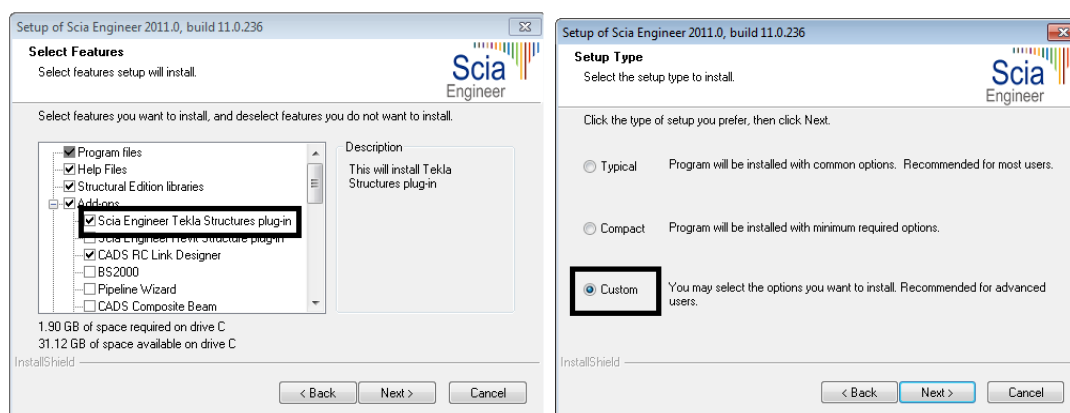 Setup of Scia Engineer 2011.0, build 11.0.236
Select Features
Select features setup will install.
Scia
Engineer
Select features you want to install, and deselect features you do not want to install.
Program files
Help Files
Structural Edition libraries
Add-ons
Scia Engineer Tekla Structures plug-in
Scia Engineer Revit Structure plug-in
CADS RC Link Designer
BS2000
Pipeline Wizard
CADS Composite Beam
Description
This will install Tekla
Structures plug-in
1.90 GB of space required on drive C
31.12 GB of space available on drive C
InstallShield
< Back
Next >
Cancel
Setup of Scia Engineer 2011.0, build 11.0.236
Setup Type
Select the setup type to install.
Scia
Engineer
Click the type of setup you prefer, then click Next.
Typical
Program will be installed with common options. Recommended for most users.
Compact
Program will be installed with minimum required options.
Custom
You may select the options you want to install. Recommended for advanced
users.
InstallShield
< Back
Next >
Cancel